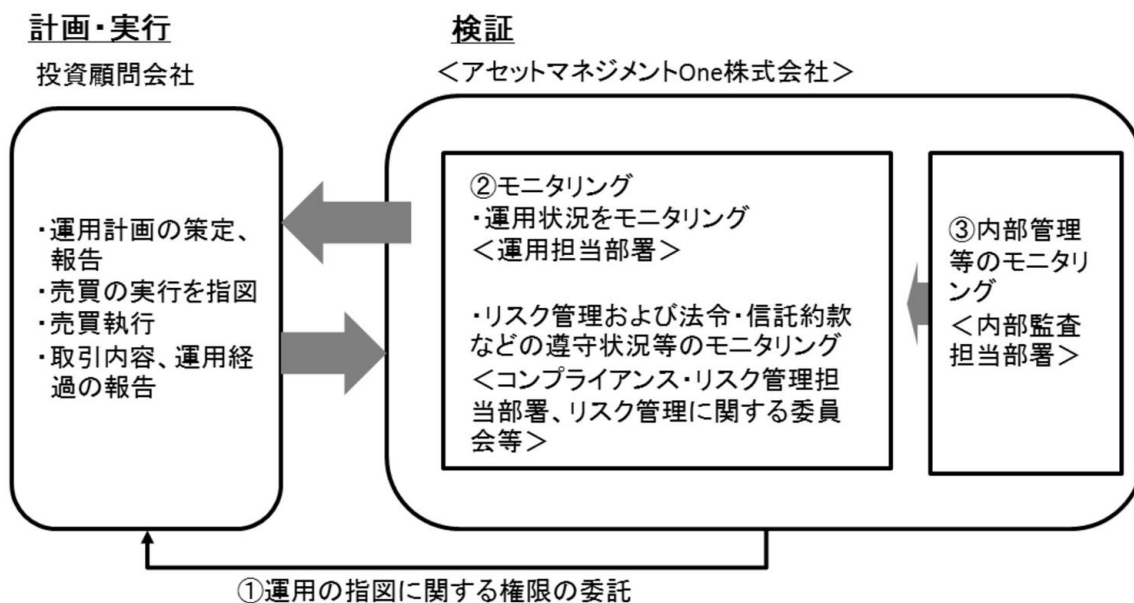 計画・実行
投資顧問会社
・運用計画の策定、
報告
・売買の実行を指図
・売買執行
・取引内容、運用経
過の報告
検証
＜アセットマネジメントOne株式会社＞
②モニタリング
・運用状況をモニタリング
＜運用担当部署＞
・リスク管理および法令・信託約款
などの遵守状況等のモニタリング
＜コンプライアンス・リスク管理担
当部署、リスク管理に関する委員
会等＞
③内部管理
等のモニタリ
ング
＜内部監査
担当部署＞
①運用の指図に関する権限の委託